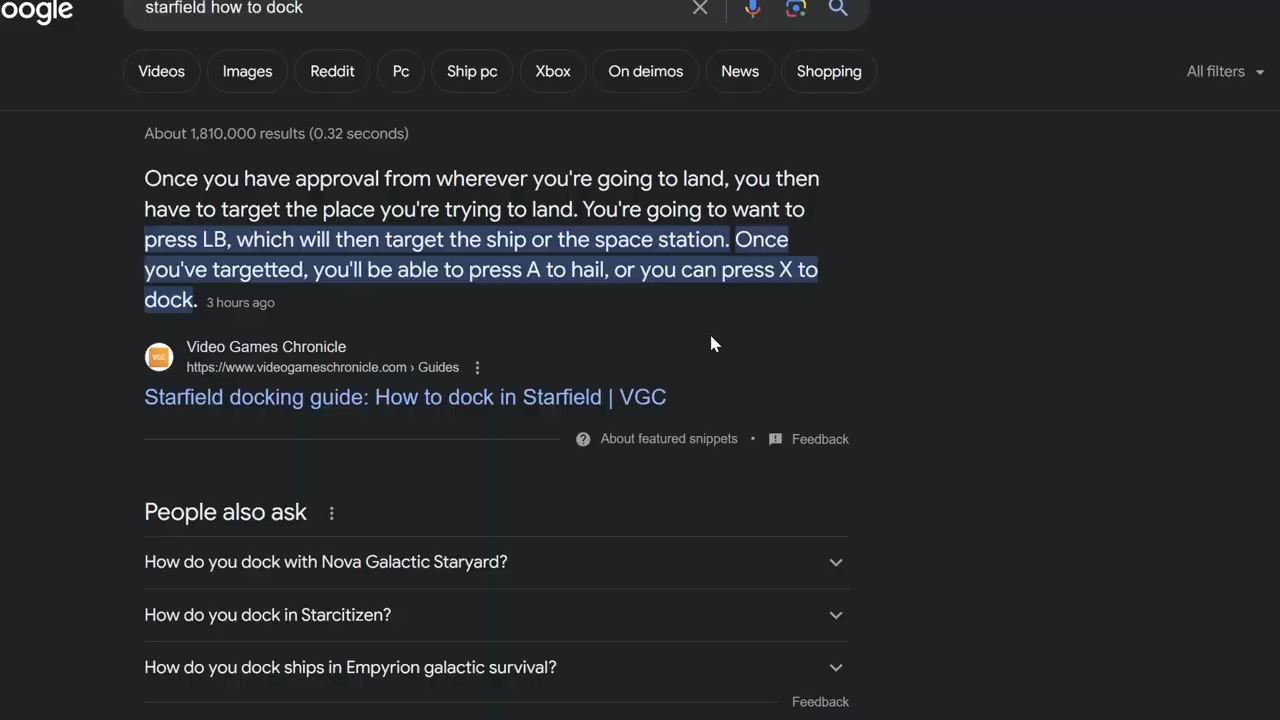 oogle
starfield how to dock
Videos Images Reddit Pc Ship pc Xbox On deimos News Shopping All filters
About 1,810,000 results (0.32 seconds)
Once you have approval from wherever you're going to land, you then
have to target the place you're trying to land. You're going to want to
press LB, which will then target the ship or the space station. Once
you've targetted, you'll be able to press A to hail, or you can press X to
dock. 3 hours ago
VGC
Video Games Chronicle
https://www.videogameschronicle.com › Guides
Starfield docking guide: How to dock in Starfield | VGC
About featured snippets • Feedback
People also ask
How do you dock with Nova Galactic Staryard?
How do you dock in Starcitizen?
How do you dock ships in Empyrion galactic survival?
Feedback